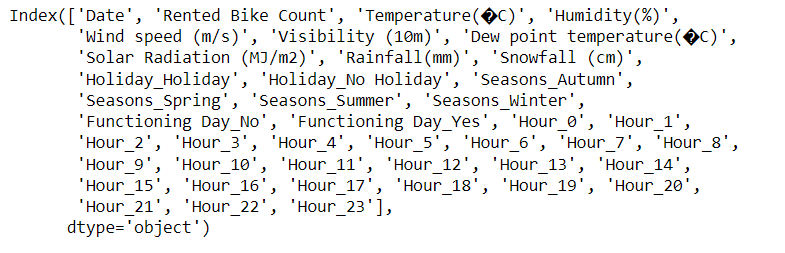 Index(['Date', 'Rented Bike Count', 'Temperature(�C)', 'Humidity(%)',
'Wind speed (m/s)', 'Visibility (10m)', 'Dew point temperature(�C)',
'Solar Radiation (MJ/m2)', 'Rainfall(mm)', 'Snowfall (cm)',
'Holiday_Holiday', 'Holiday_No Holiday', 'Seasons_Autumn',
'Seasons_Spring', 'Seasons_Summer', 'Seasons_Winter',
'Functioning Day_No', 'Functioning Day_Yes', 'Hour_0', 'Hour_1',
'Hour_2', 'Hour_3', 'Hour_4', 'Hour_5', 'Hour_6', 'Hour_7', 'Hour_8',
'Hour_9', 'Hour_10', 'Hour_11', 'Hour_12', 'Hour_13', 'Hour_14',
'Hour_15', 'Hour_16', 'Hour_17', 'Hour_18', 'Hour_19', 'Hour_20',
'Hour_21', 'Hour_22', 'Hour_23'],
dtype='object')